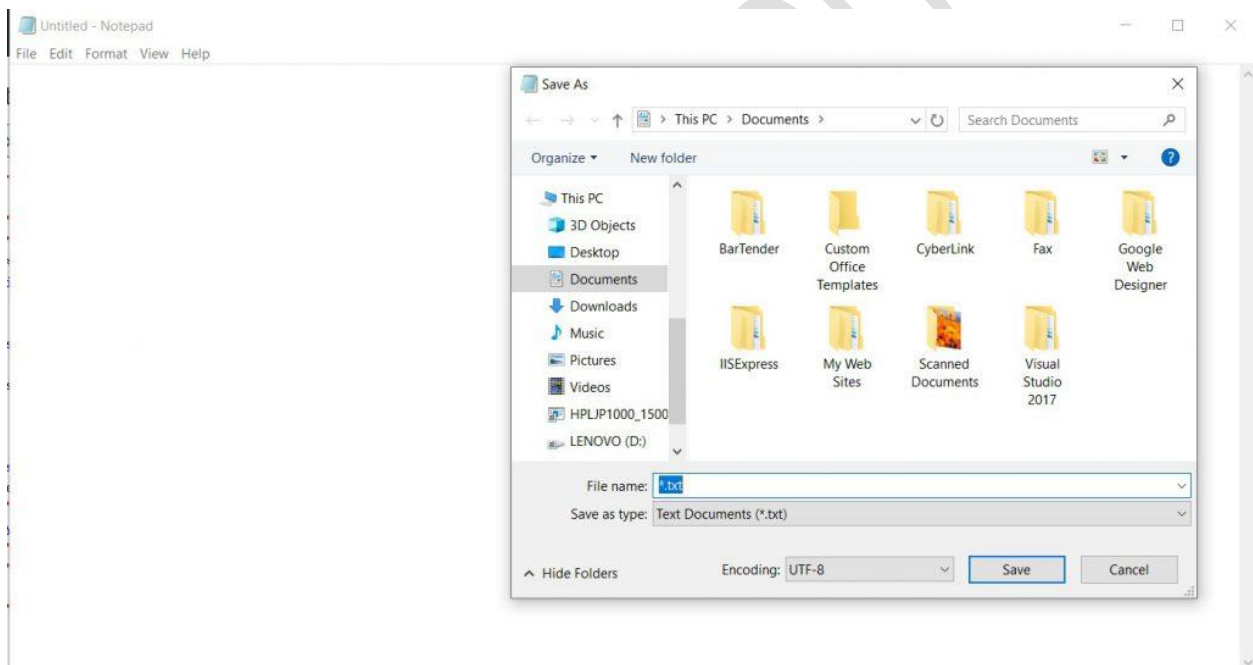 Untitled - Notepad
File Edit Format View Help
Save As
This PC > Documents >
Search Documents
Organize
New folder
This PC
3D Objects
Desktop
Documents
Downloads
Music
Pictures
Videos
HPLJP1000_1500
LENOVO (D:)
BarTender
Custom
Office
Templates
CyberLink
Fax
Google
Web
Designer
IISExpress
My Web
Sites
Scanned
Documents
Visual
Studio
2017
File name: *.txt
Save as type: Text Documents (*.txt)
Hide Folders
Encoding: UTF-8
Save
Cancel